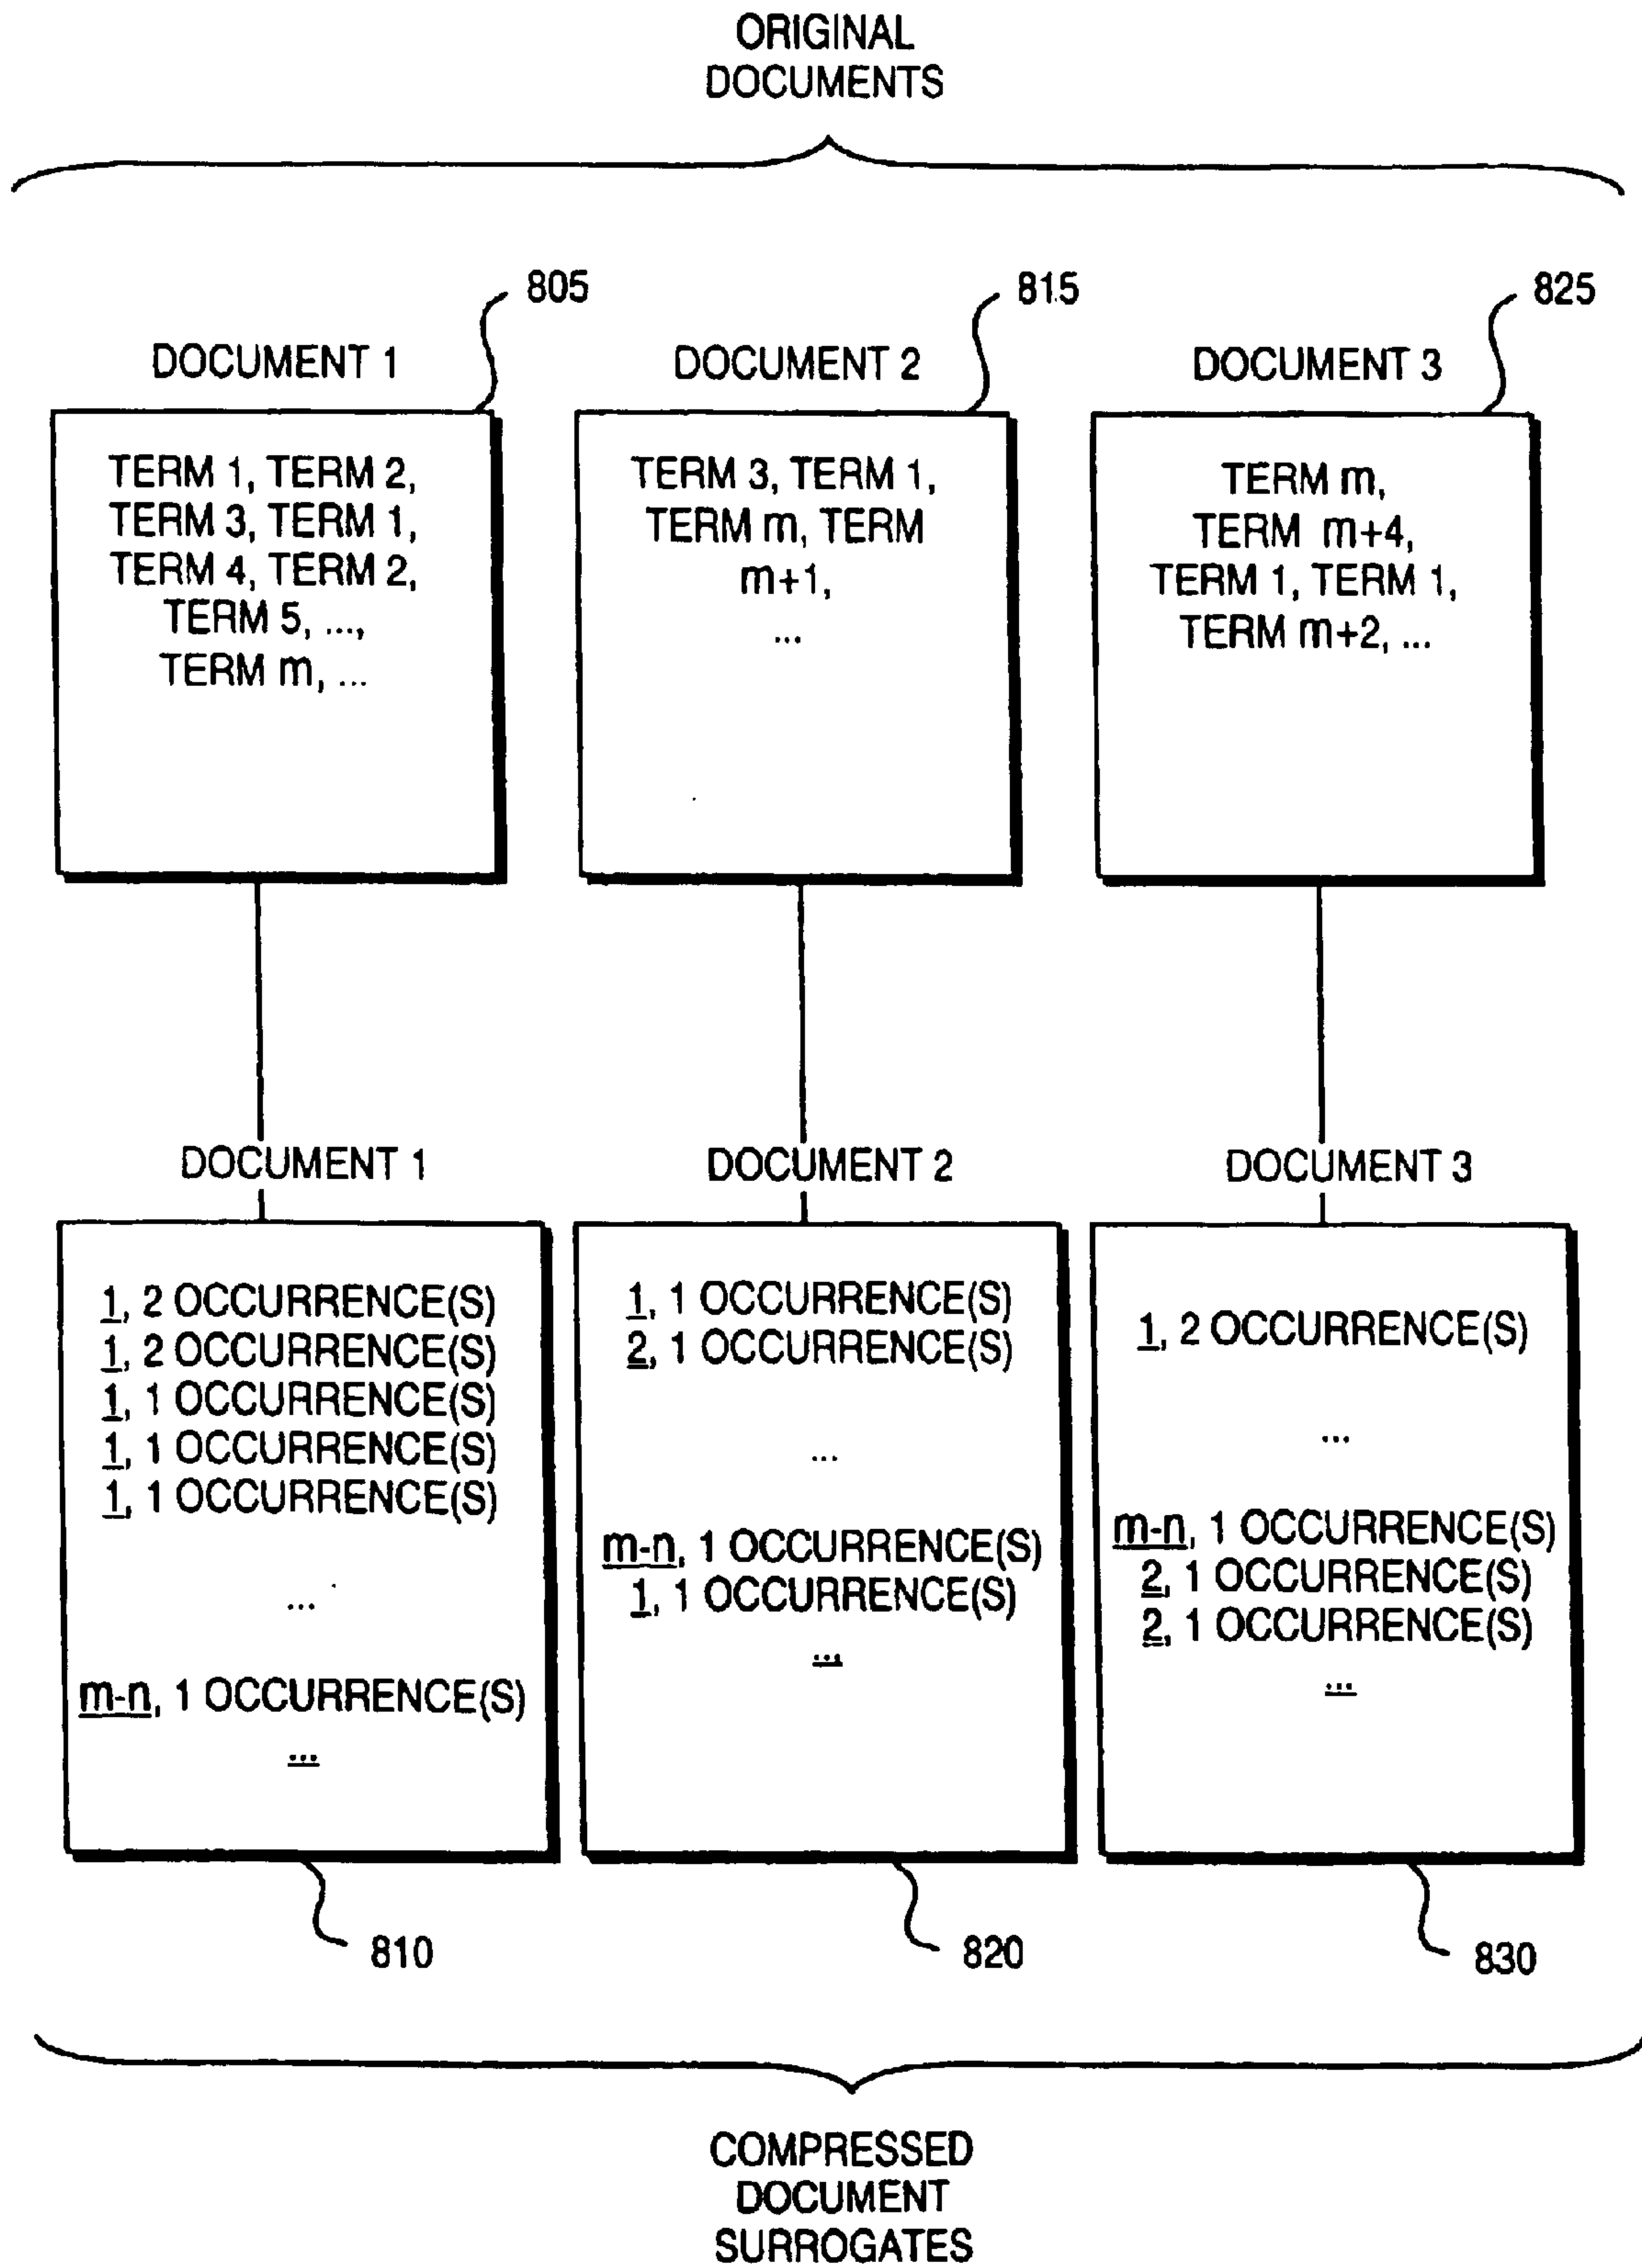 ORIGINAL
DOCUMENTS
805
815
825
DOCUMENT 1
DOCUMENT 2
DOCUMENT 3
TERM 1, TERM 2,
TERM 3, TERM 1,
TERM 4, TERM 2,
TERM 5, ...,
TERM m, ...
TERM 3, TERM 1,
TERM m, TERM
m+1,
...
TERM m,
TERM m+4,
TERM 1, TERM 1,
TERM m+2, ...
DOCUMENT 1
DOCUMENT 2
DOCUMENT 3
1, 2 OCCURRENCE(S)
1, 2 OCCURRENCE(S)
1, 1 OCCURRENCE(S)
1, 1 OCCURRENCE(S)
1, 1 OCCURRENCE(S)
...
m-n, 1 OCCURRENCE(S)
...
1, 1 OCCURRENCE(S)
2, 1 OCCURRENCE(S)
...
m-n, 1 OCCURRENCE(S)
1, 1 OCCURRENCE(S)
...
1, 2 OCCURRENCE(S)
...
m-n, 1 OCCURRENCE(S)
2, 1 OCCURRENCE(S)
2, 1 OCCURRENCE(S)
...
810
820
830
COMPRESSED
DOCUMENT
SURROGATES